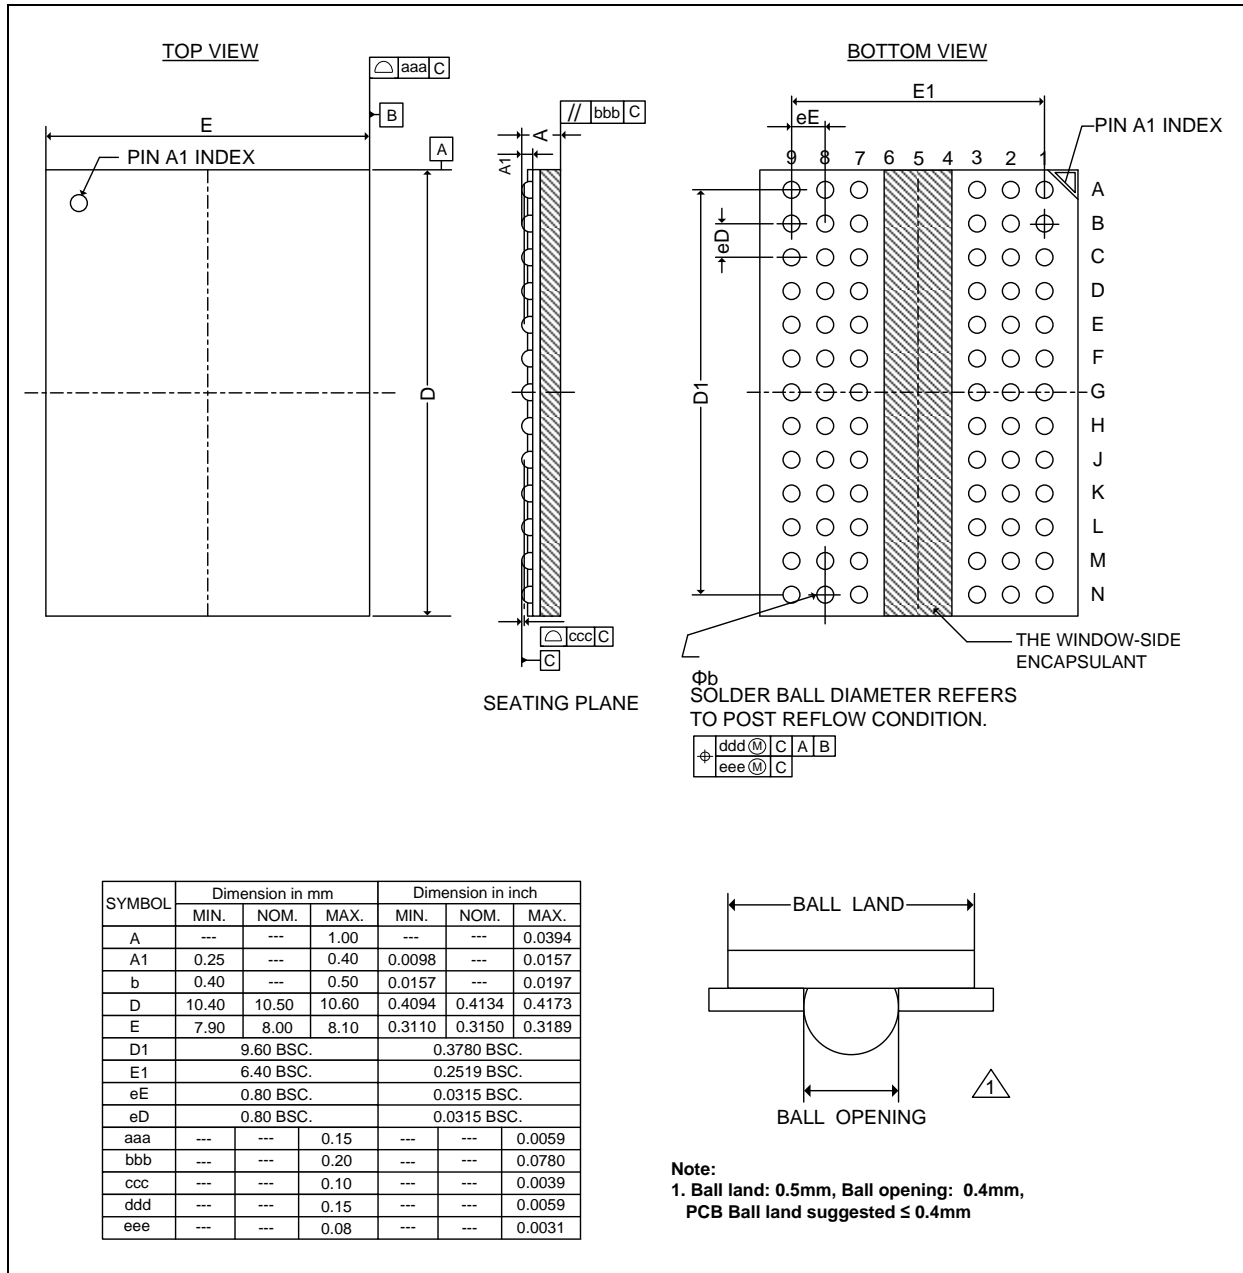 TOP VIEW
aaa C
B
E
A
PIN A1 INDEX
D
// bbb C
A
A1
ccc C
C
SEATING PLANE
BOTTOM VIEW
E1
eE
PIN A1 INDEX
9 8 7 6 5 4 3 2 1
A
B
C
D
E
F
G
H
J
K
L
M
N
eD
D1
THE WINDOW-SIDE
ENCAPSULANT
Φb
SOLDER BALL DIAMETER REFERS
TO POST REFLOW CONDITION.
ddd Ⓜ C A B
eee Ⓜ C
SYMBOL Dimension in mm Dimension in inch
MIN. NOM. MAX. MIN. NOM. MAX.
A --- --- 1.00 --- --- 0.0394
A1 0.25 --- 0.40 0.0098 --- 0.0157
b 0.40 --- 0.50 0.0157 --- 0.0197
D 10.40 10.50 10.60 0.4094 0.4134 0.4173
E 7.90 8.00 8.10 0.3110 0.3150 0.3189
D1 9.60 BSC. 0.3780 BSC.
E1 6.40 BSC. 0.2519 BSC.
eE 0.80 BSC. 0.0315 BSC.
eD 0.80 BSC. 0.0315 BSC.
aaa --- --- 0.15 --- --- 0.0059
bbb --- --- 0.20 --- --- 0.0780
ccc --- --- 0.10 --- --- 0.0039
ddd --- --- 0.15 --- --- 0.0059
eee --- --- 0.08 --- --- 0.0031
BALL LAND
1
BALL OPENING
Note:
1. Ball land: 0.5mm, Ball opening: 0.4mm,
PCB Ball land suggested ≤ 0.4mm